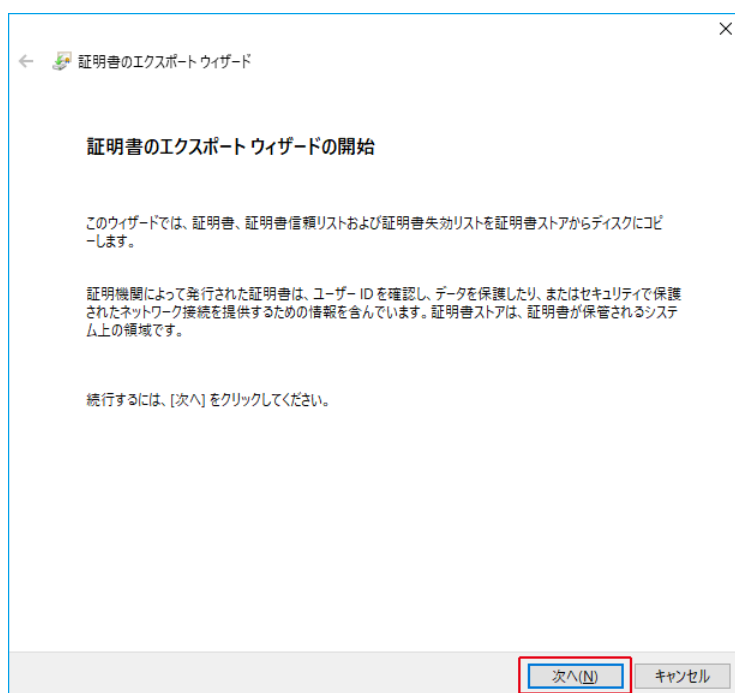 証明書のエクスポート ウィザード
証明書のエクスポート ウィザードの開始
このウィザードでは、証明書、証明書信頼リストおよび証明書失効リストを証明書ストアからディスクにコピ
ーします。
証明機関によって発行された証明書は、ユーザー ID を確認し、データを保護したり、またはセキュリティで保護
されたネットワーク接続を提供するための情報を含んでいます。証明書ストアは、証明書が保管されるシステ
ム上の領域です。
続行するには、[次へ] をクリックしてください。
次へ(N)
キャンセル